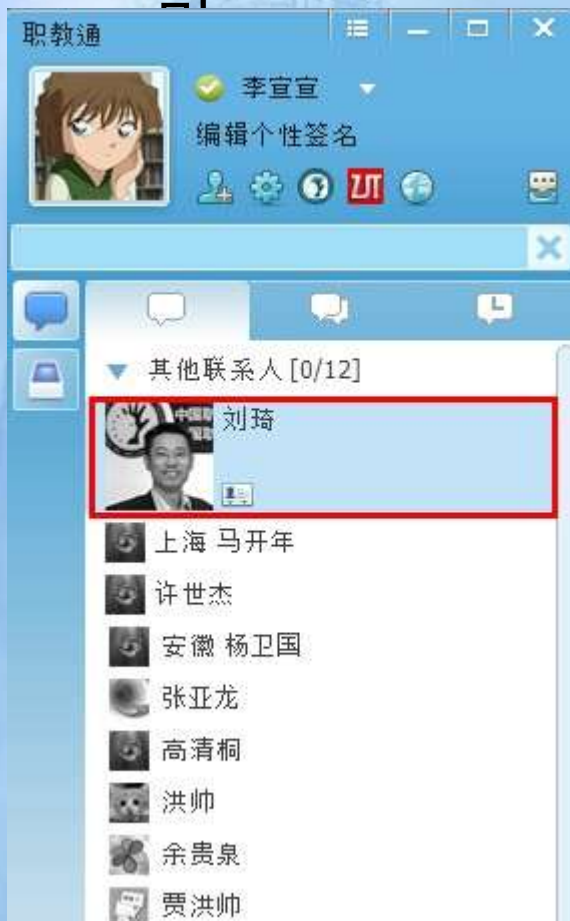 职教通
李宣宣
编辑个性签名
其他联系人[0/12]
刘琦
上海 马开年
许世杰
安徽 杨卫国
张亚龙
高清桐
洪帅
余贵泉
贾洪帅